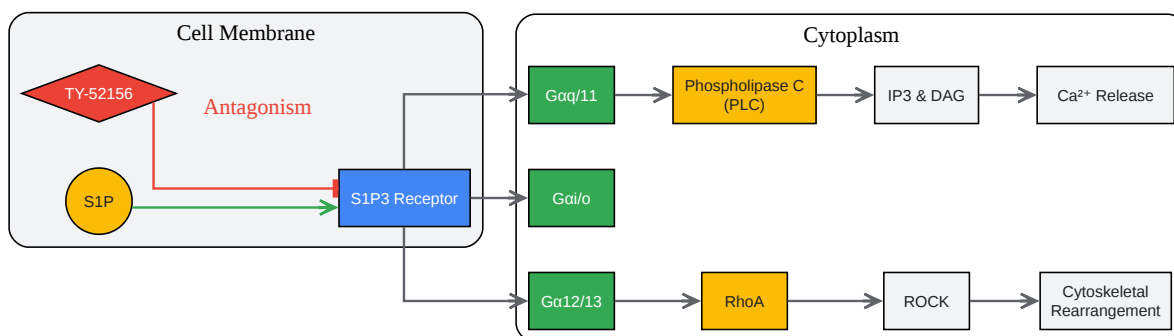 Cell Membrane
TY-52156
Antagonism
S1P
S1P3 Receptor
Cytoplasm
Gαq/11
Phospholipase C
(PLC)
IP3 & DAG
Ca²⁺ Release
Gαi/o
Gα12/13
RhoA
ROCK
Cytoskeletal
Rearrangement